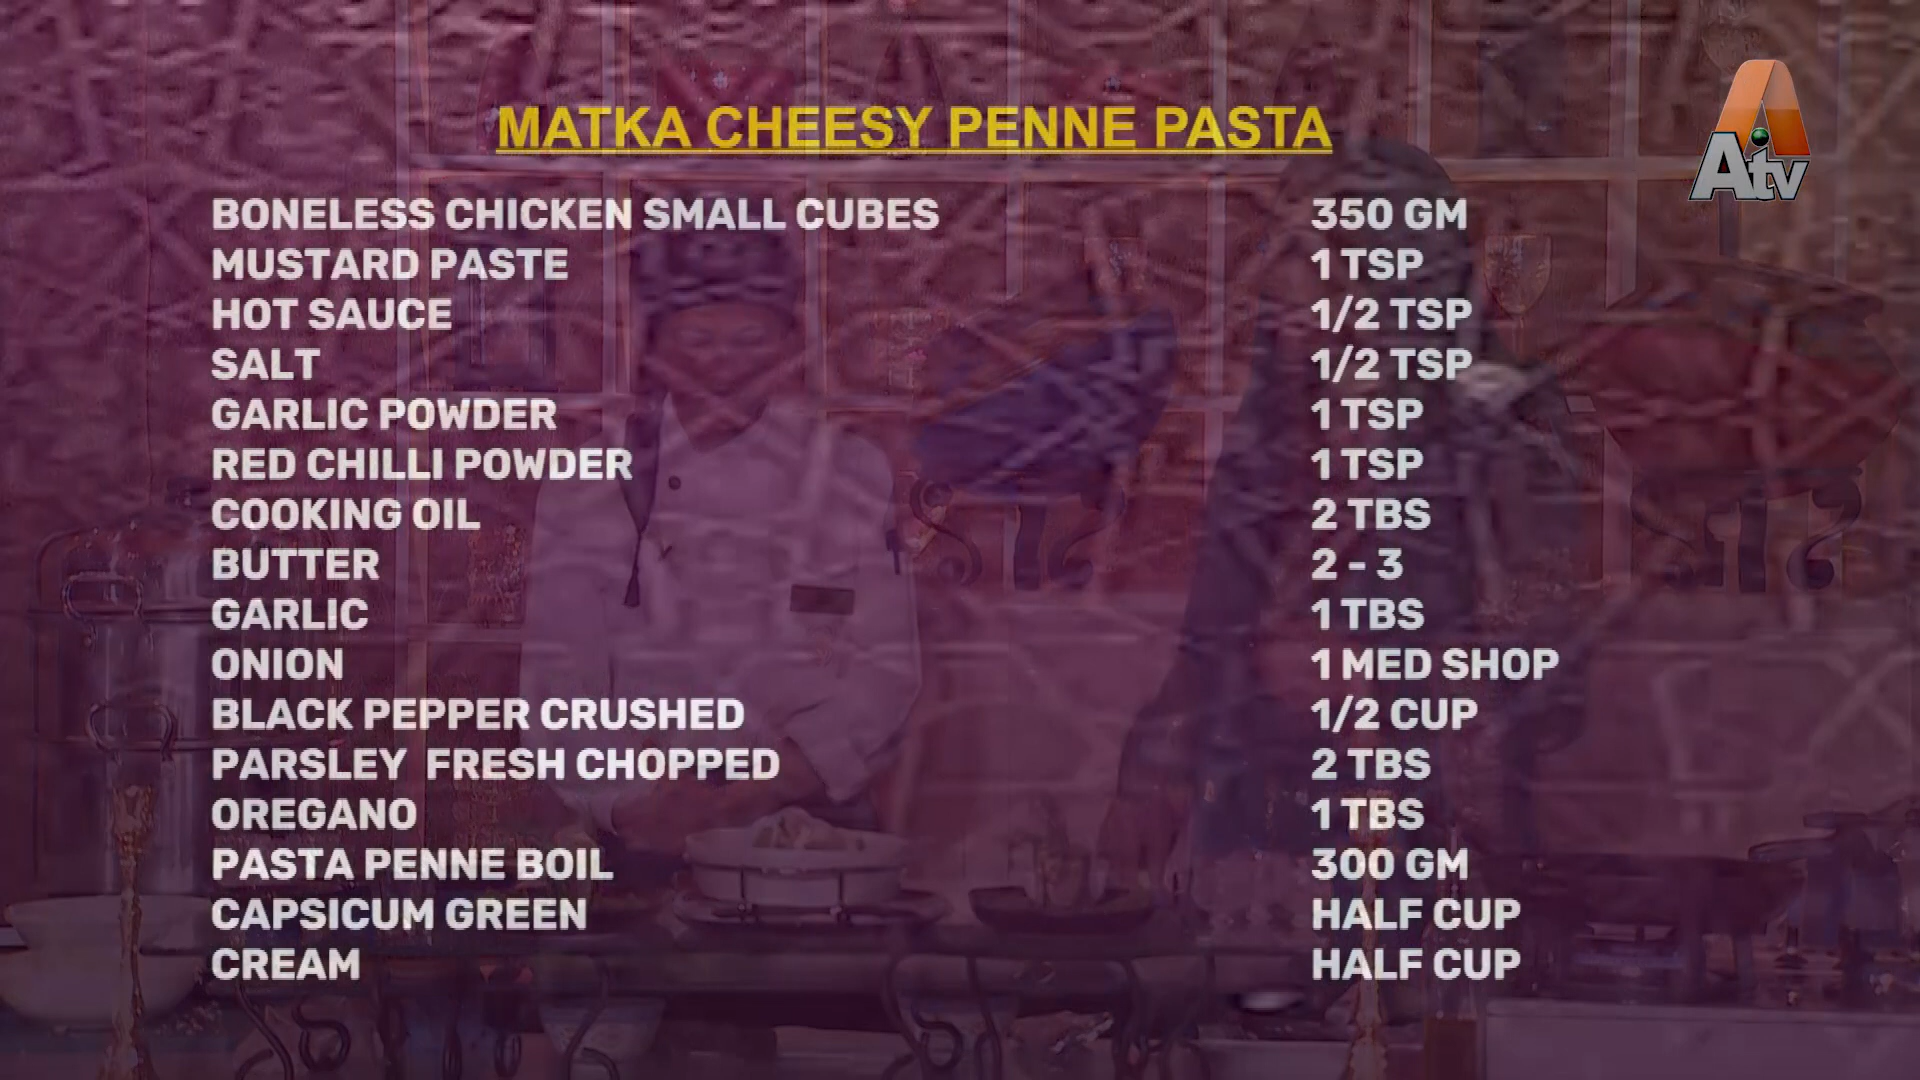 MATKA CHEESY PENNE PASTA
Atv
BONELESS CHICKEN SMALL CUBES 350 GM
MUSTARD PASTE 1 TSP
HOT SAUCE 1/2 TSP
SALT 1/2 TSP
GARLIC POWDER 1 TSP
RED CHILLI POWDER 1 TSP
COOKING OIL 2 TBS
BUTTER 2 - 3
GARLIC 1 TBS
ONION 1 MED SHOP
BLACK PEPPER CRUSHED 1/2 CUP
PARSLEY FRESH CHOPPED 2 TBS
OREGANO 1 TBS
PASTA PENNE BOIL 300 GM
CAPSICUM GREEN HALF CUP
CREAM HALF CUP